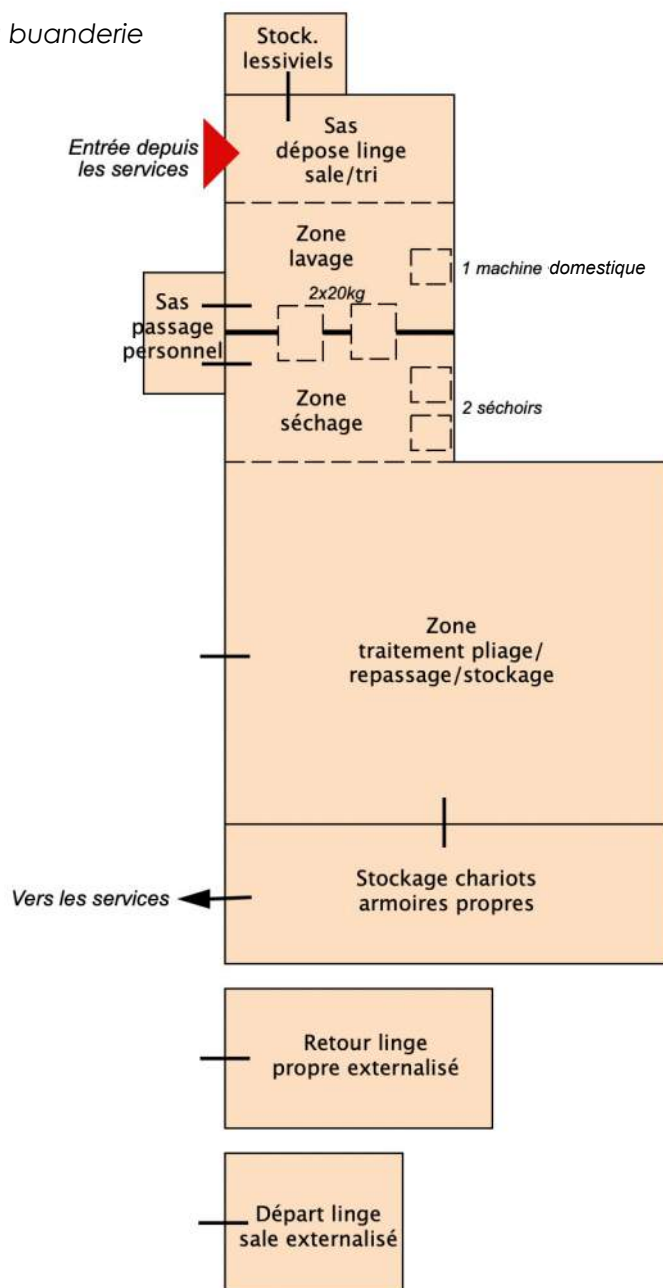 buanderie
Stock.
lessiviels
Entrée depuis
les services
Sas
dépose linge
sale/tri
Zone
lavage
1 machine domestique
2x20kg
Sas
passage
personnel
Zone
séchage
2 séchoirs
Zone
traitement pliage/
repassage/stockage
Vers les services
Stockage chariots
armoires propres
Retour linge
propre externalisé
Départ linge
sale externalisé